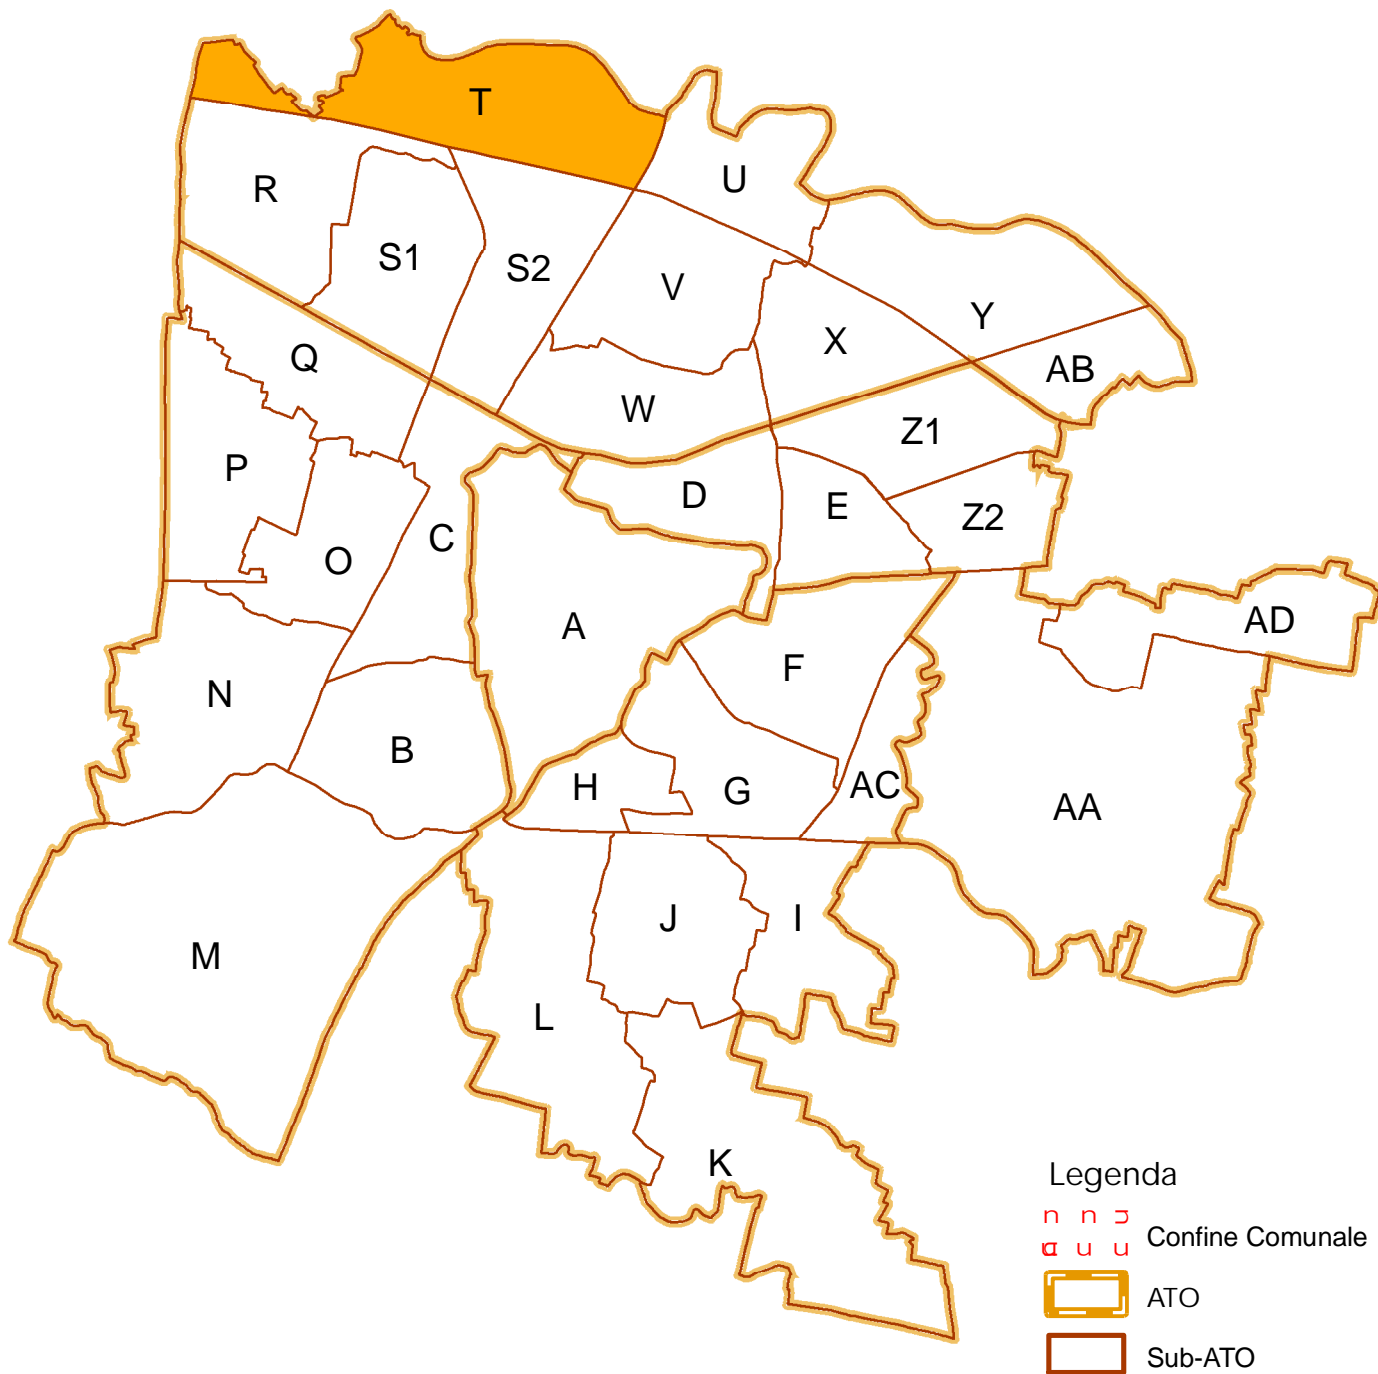 T
U
R
S1
S2
V
Y
X
Q
AB
W
Z1
P
D
E
Z2
C
O
A
AD
F
N
B
H
G
AC
AA
J
I
M
L
K
Legenda
n n u
a u u
Confine Comunale
ATO
Sub-ATO